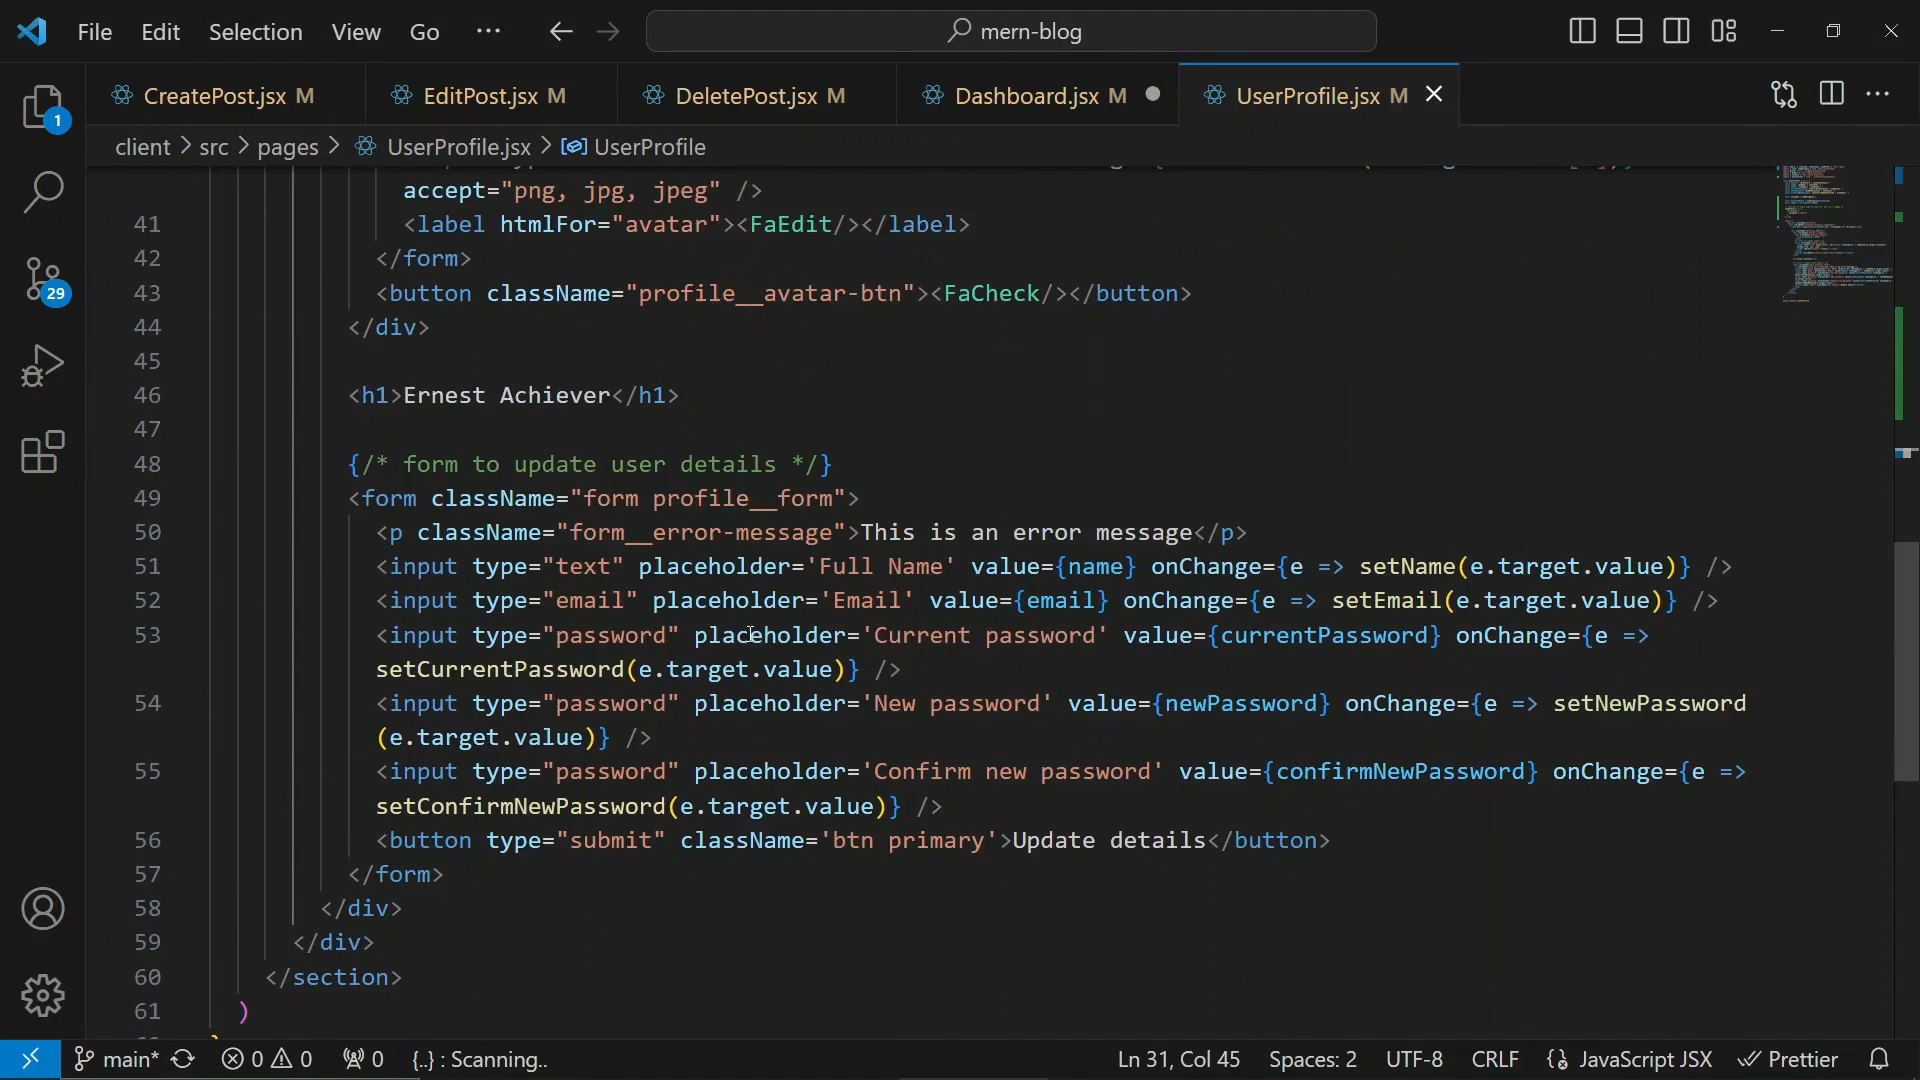 File Edit Selection View Go ··· mern-blog
CreatePost.jsx M EditPost.jsx M DeletePost.jsx M Dashboard.jsx M UserProfile.jsx M
client > src > pages > UserProfile.jsx > UserProfile
1
29
accept="png, jpg, jpeg" />
41 <label htmlFor="avatar"><FaEdit/></label>
42 </form>
43 <button className="profile__avatar-btn"><FaCheck/></button>
44 </div>
45
46 <h1>Ernest Achiever</h1>
47
48 {/* form to update user details */}
49 <form className="form profile__form">
50 <p className="form__error-message">This is an error message</p>
51 <input type="text" placeholder='Full Name' value={name} onChange={e => setName(e.target.value)} />
52 <input type="email" placeholder='Email' value={email} onChange={e => setEmail(e.target.value)} />
53 <input type="password" placeholder='Current password' value={currentPassword} onChange={e =>
setCurrentPassword(e.target.value)} />
54 <input type="password" placeholder='New password' value={newPassword} onChange={e => setNewPassword
(e.target.value)} />
55 <input type="password" placeholder='Confirm new password' value={confirmNewPassword} onChange={e =>
setConfirmNewPassword(e.target.value)} />
56 <button type="submit" className='btn primary'>Update details</button>
57 </form>
58 </div>
59 </div>
60 </section>
61 )
main* 0 0 0 {..} : Scanning.. Ln 31, Col 45 Spaces: 2 UTF-8 CRLF JavaScript JSX Prettier